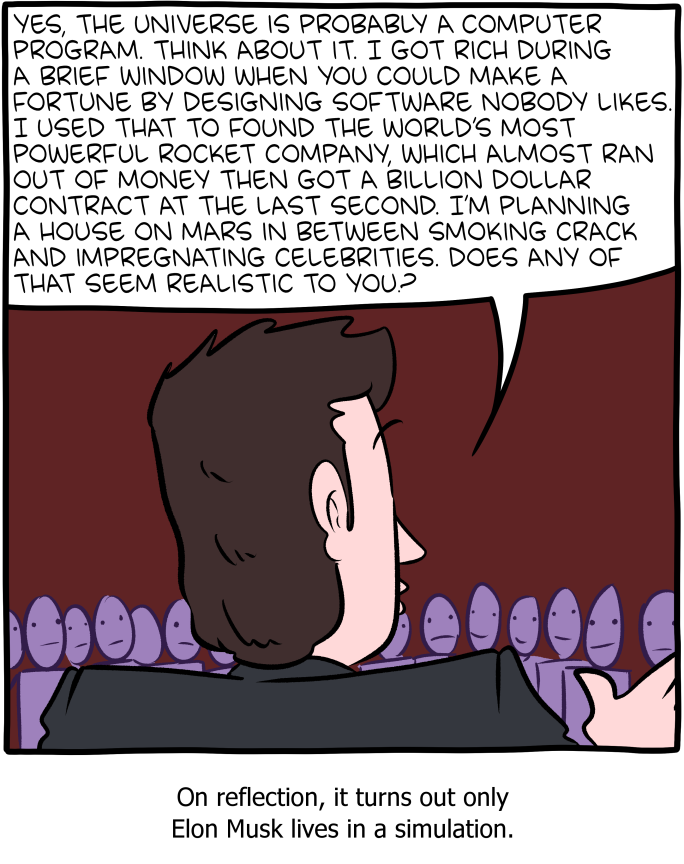 YES, THE UNIVERSE IS PROBABLY A COMPUTER
PROGRAM. THINK ABOUT IT. I GOT RICH DURING
A BRIEF WINDOW WHEN YOU COULD MAKE A
FORTUNE BY DESIGNING SOFTWARE NOBODY LIKES.
I USED THAT TO FOUND THE WORLD'S MOST
POWERFUL ROCKET COMPANY, WHICH ALMOST RAN
OUT OF MONEY THEN GOT A BILLION DOLLAR
CONTRACT AT THE LAST SECOND. I'M PLANNING
A HOUSE ON MARS IN BETWEEN SMOKING CRACK
AND IMPREGNATING CELEBRITIES. DOES ANY OF
THAT SEEM REALISTIC TO YOU?
On reflection, it turns out only
Elon Musk lives in a simulation.